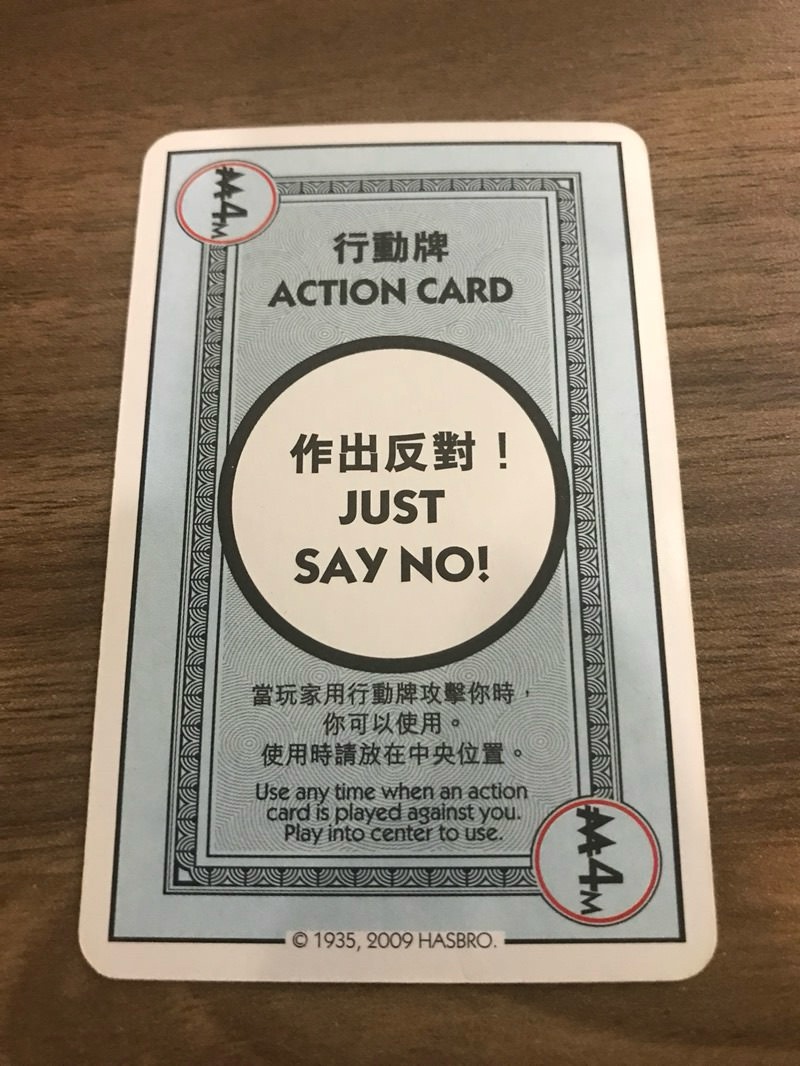 ₩4M
行動牌
ACTION CARD
作出反對！
JUST
SAY NO!
當玩家用行動牌攻擊你時，
你可以使用。
使用時請放在中央位置。
Use any time when an action
card is played against you.
Play into center to use.
₩4M
© 1935, 2009 HASBRO.